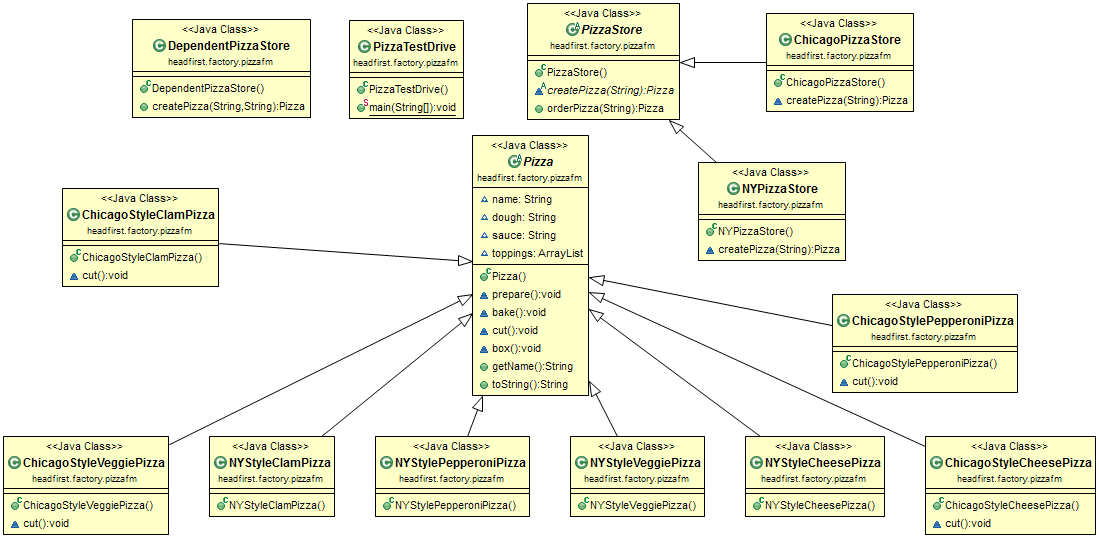 <<Java Class>>
DependentPizzaStore
headfirst.factory.pizzafm
DependentPizzaStore()
createPizza(String,String):Pizza
<<Java Class>>
PizzaTestDrive
headfirst.factory.pizzafm
PizzaTestDrive()
main(String[]):void
<<Java Class>>
PizzaStore
headfirst.factory.pizzafm
PizzaStore()
createPizza(String):Pizza
orderPizza(String):Pizza
<<Java Class>>
ChicagoPizzaStore
headfirst.factory.pizzafm
ChicagoPizzaStore()
createPizza(String):Pizza
<<Java Class>>
Pizza
headfirst.factory.pizzafm
name: String
dough: String
sauce: String
toppings: ArrayList
Pizza()
prepare():void
bake():void
cut():void
box():void
getName():String
toString():String
<<Java Class>>
NYPizzaStore
headfirst.factory.pizzafm
NYPizzaStore()
createPizza(String):Pizza
<<Java Class>>
ChicagoStyleClamPizza
headfirst.factory.pizzafm
ChicagoStyleClamPizza()
cut():void
<<Java Class>>
ChicagoStylePepperoniPizza
headfirst.factory.pizzafm
ChicagoStylePepperoniPizza()
cut():void
<<Java Class>>
ChicagoStyleVeggiePizza
headfirst.factory.pizzafm
ChicagoStyleVeggiePizza()
cut():void
<<Java Class>>
NYStyleClamPizza
headfirst.factory.pizzafm
NYStyleClamPizza()
<<Java Class>>
NYStylePepperoniPizza
headfirst.factory.pizzafm
NYStylePepperoniPizza()
<<Java Class>>
NYStyleVeggiePizza
headfirst.factory.pizzafm
NYStyleVeggiePizza()
<<Java Class>>
NYStyleCheesePizza
headfirst.factory.pizzafm
NYStyleCheesePizza()
<<Java Class>>
ChicagoStyleCheesePizza
headfirst.factory.pizzafm
ChicagoStyleCheesePizza()
cut():void